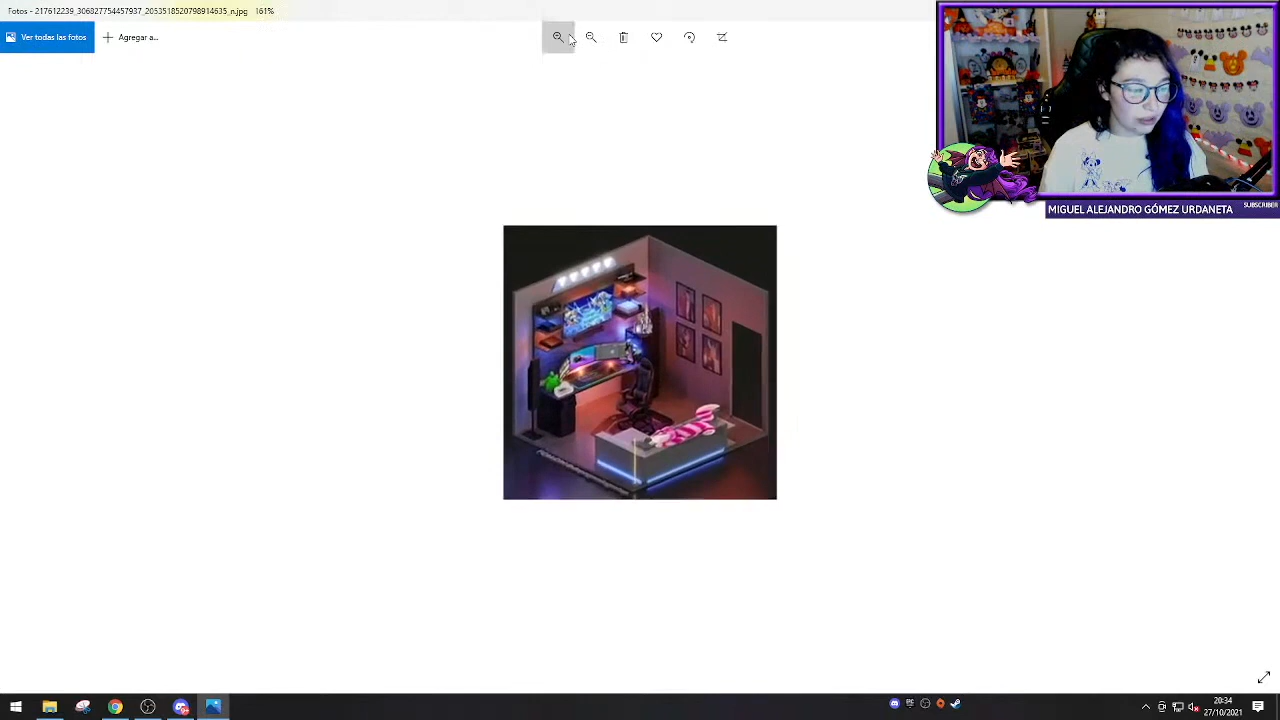 Fotos - 217612239_306827754457937_2053518520798914635_n.jpg   161%
Ver todas las fotos
Agregar a...
MIGUEL ALEJANDRO GÓMEZ URDANETA
SUBSCRIBER
20:34
27/10/2021